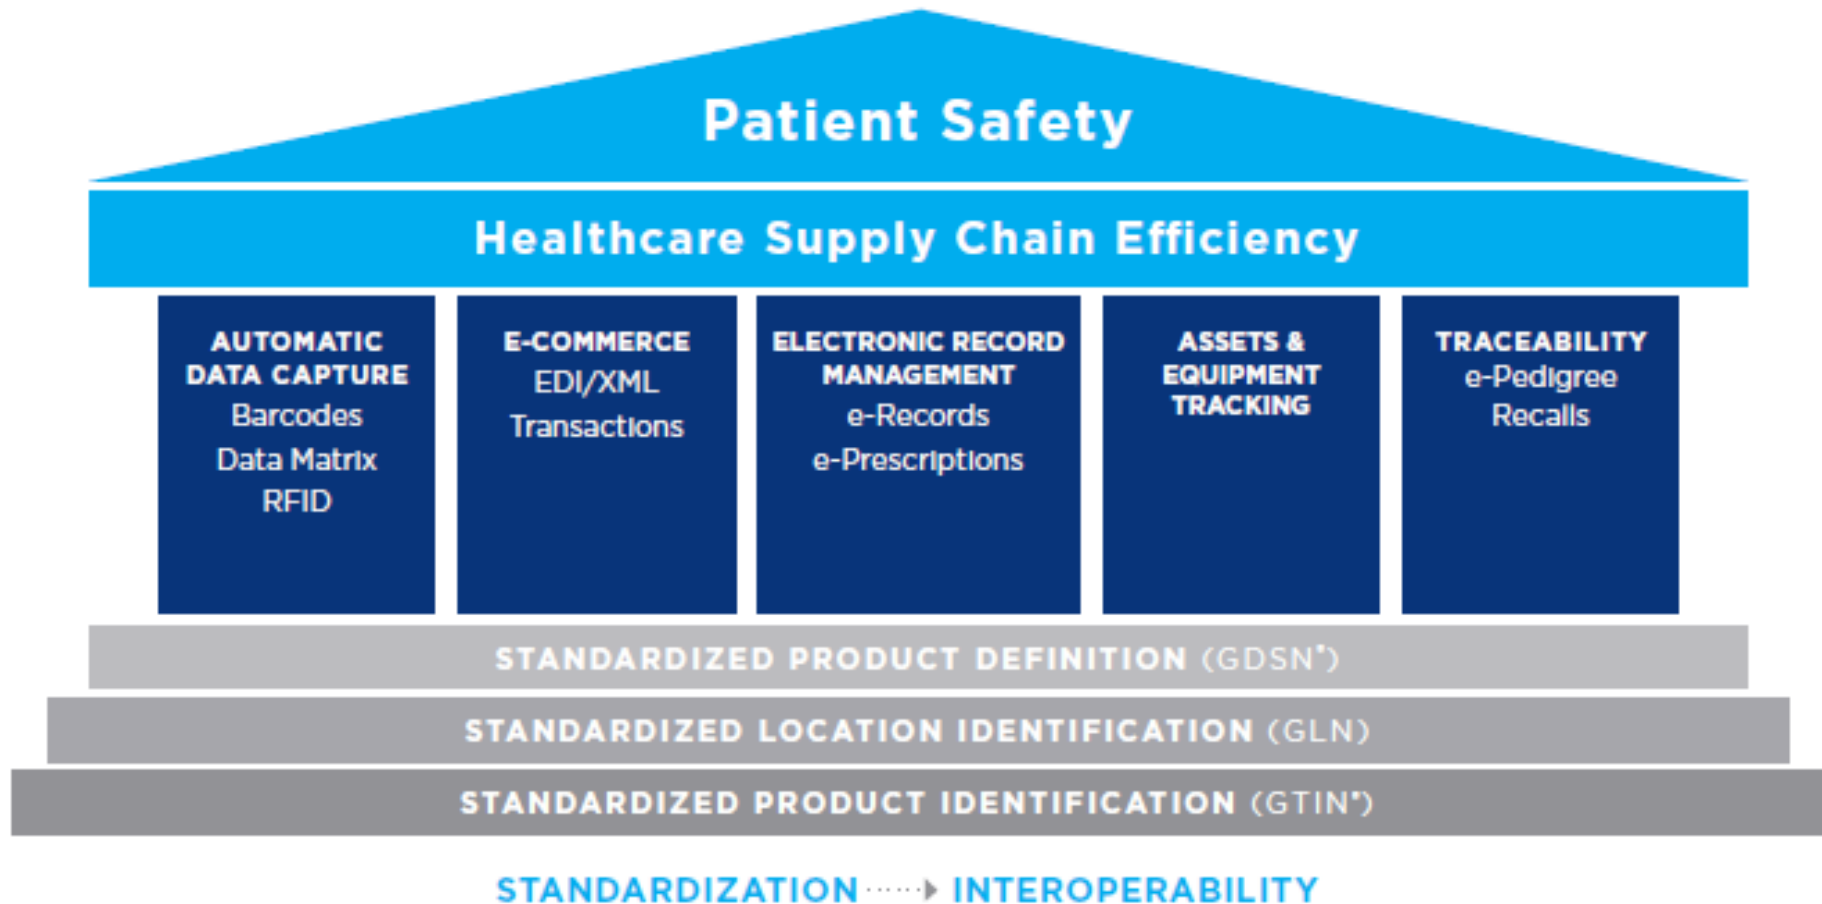 Patient Safety
Healthcare Supply Chain Efficiency
AUTOMATIC
DATA CAPTURE
Barcodes
Data Matrix
RFID
E-COMMERCE
EDI/XML
Transactions
ELECTRONIC RECORD
MANAGEMENT
e-Records
e-Prescriptions
ASSETS &
EQUIPMENT
TRACKING
TRACEABILITY
e-Pedigree
Recalls
STANDARDIZED PRODUCT DEFINITION (GDSN®)
STANDARDIZED LOCATION IDENTIFICATION (GLN)
STANDARDIZED PRODUCT IDENTIFICATION (GTIN®)
STANDARDIZATION ······▶ INTEROPERABILITY